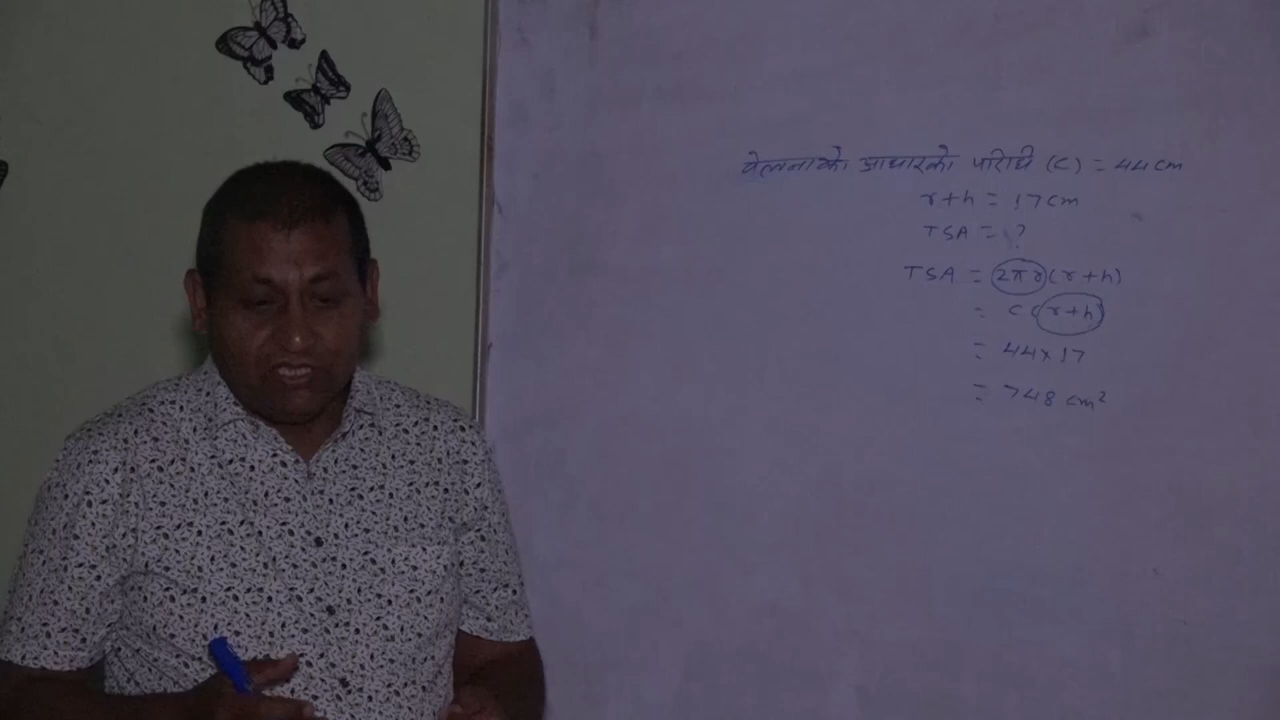 वेलनाको आधारको परिधि (C) = 44 cm
r+h = 17 cm
TSA = ?
TSA = 2πr(r+h)
= C(r+h)
= 44×17
= 748 cm²